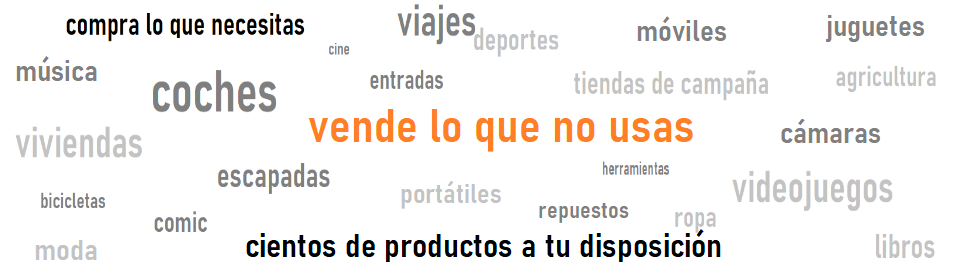 compra lo que necesitas
viajes
juguetes
cine
deportes
móviles
música
coches
entradas
tiendas de campaña
agricultura
vende lo que no usas
viviendas
cámaras
escapadas
herramientas
bicicletas
portátiles
videojuegos
comic
repuestos
ropa
moda
cientos de productos a tu disposición
libros